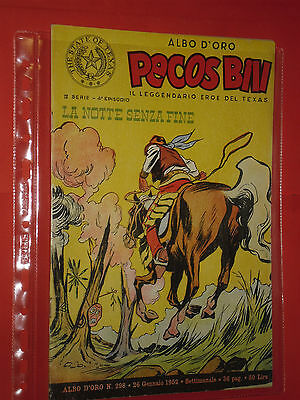 THE STATE OF TEXAS
ALBO D'ORO
PECOS BILL
IL LEGGENDARIO EROE DEL TEXAS
II SERIE - 4° EPISODIO
LA NOTTE SENZA FINE
ALBO D'ORO N. 298 - 26 Gennaio 1952 - Settimanale - 36 pag. - 60 Lire